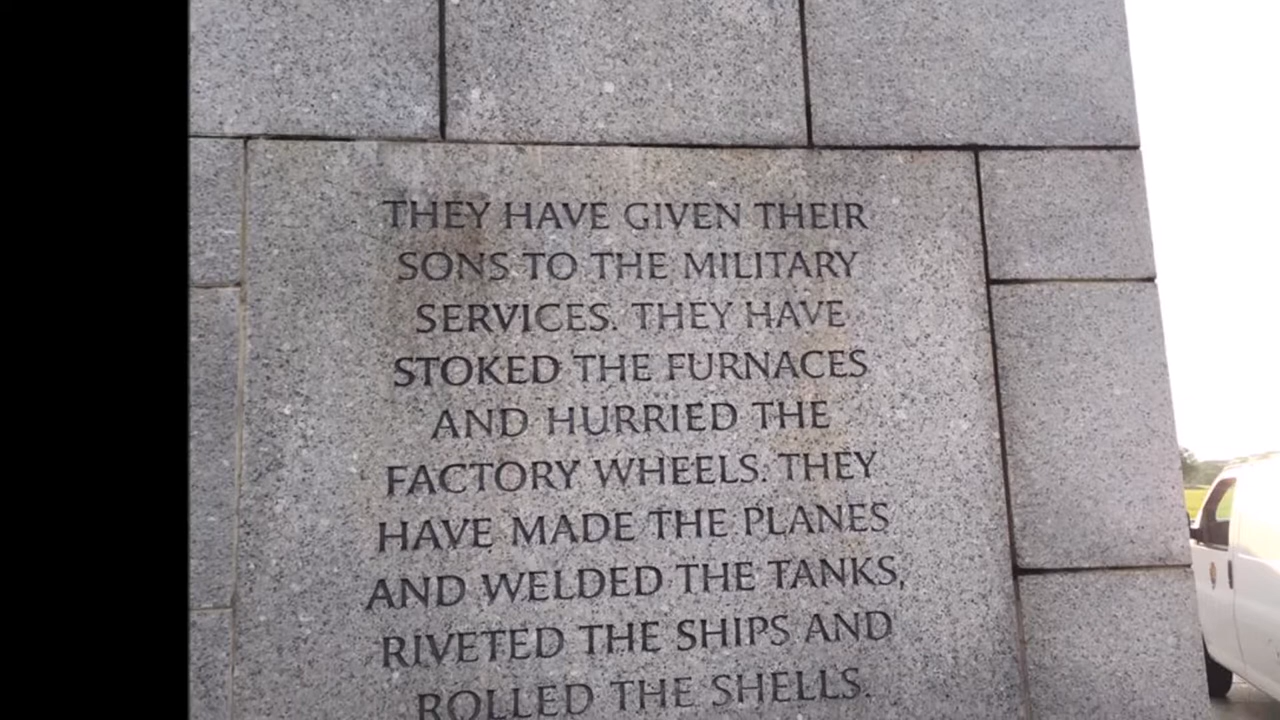 THEY HAVE GIVEN THEIR
SONS TO THE MILITARY
SERVICES. THEY HAVE
STOKED THE FURNACES
AND HURRIED THE
FACTORY WHEELS. THEY
HAVE MADE THE PLANES
AND WELDED THE TANKS,
RIVETED THE SHIPS AND
ROLLED THE SHELLS.